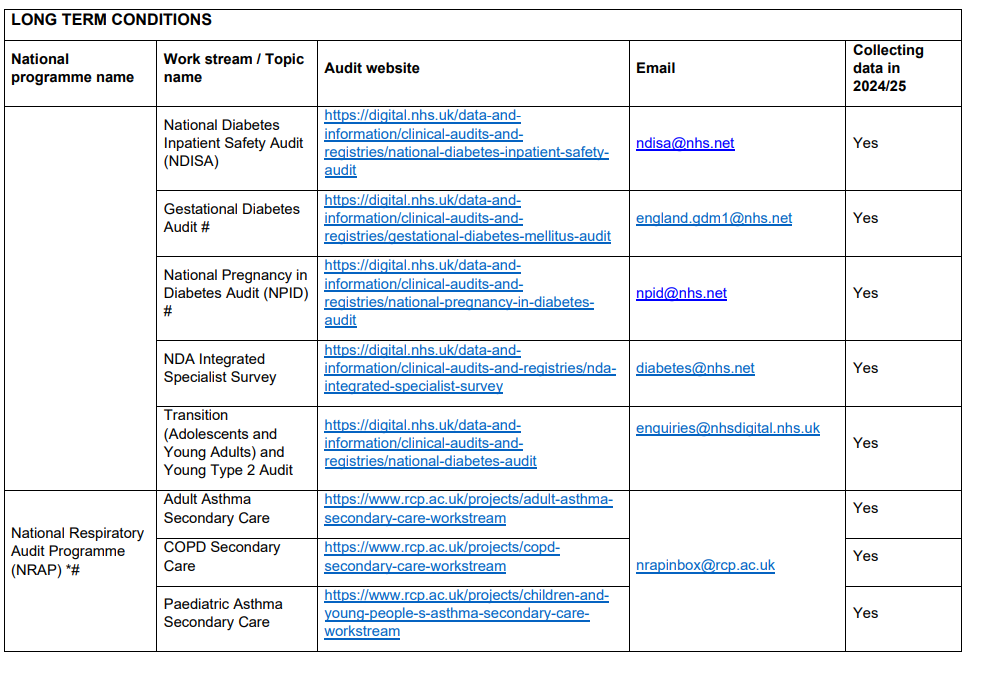 LONG TERM CONDITIONS
National
programme name
Work stream / Topic
name
Audit website
Email
Collecting
data in
2024/25
National Diabetes
Inpatient Safety Audit
(NDISA)
https://digital.nhs.uk/data-and-
information/clinical-audits-and-
registries/national-diabetes-inpatient-safety-
audit
ndisa@nhs.net
Yes
Gestational Diabetes
Audit #
https://digital.nhs.uk/data-and-
information/clinical-audits-and-
registries/gestational-diabetes-mellitus-audit
england.gdm1@nhs.net
Yes
National Pregnancy in
Diabetes Audit (NPID)
#
https://digital.nhs.uk/data-and-
information/clinical-audits-and-
registries/national-pregnancy-in-diabetes-
audit
npid@nhs.net
Yes
NDA Integrated
Specialist Survey
https://digital.nhs.uk/data-and-
information/clinical-audits-and-registries/nda-
integrated-specialist-survey
diabetes@nhs.net
Yes
Transition
(Adolescents and
Young Adults) and
Young Type 2 Audit
https://digital.nhs.uk/data-and-
information/clinical-audits-and-
registries/national-diabetes-audit
enquiries@nhsdigital.nhs.uk
Yes
National Respiratory
Audit Programme
(NRAP) *#
Adult Asthma
Secondary Care
https://www.rcp.ac.uk/projects/adult-asthma-
secondary-care-workstream
Yes
COPD Secondary
Care
https://www.rcp.ac.uk/projects/copd-
secondary-care-workstream
nrapinbox@rcp.ac.uk
Yes
Paediatric Asthma
Secondary Care
https://www.rcp.ac.uk/projects/children-and-
young-people-s-asthma-secondary-care-
workstream
Yes